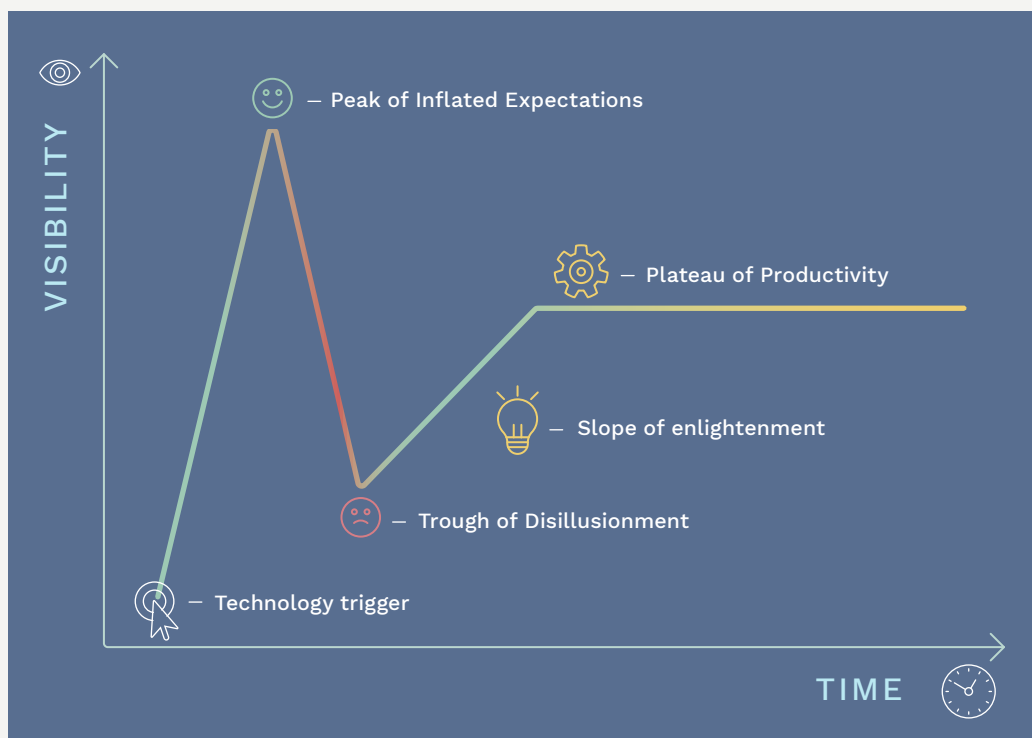 VISIBILITY
— Peak of Inflated Expectations
— Plateau of Productivity
— Slope of enlightenment
— Trough of Disillusionment
— Technology trigger
TIME